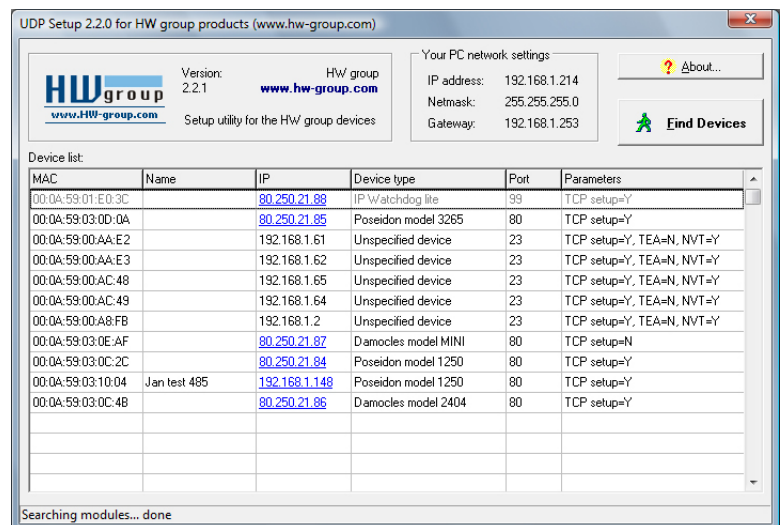 UDP Setup 2.2.0 for HW group products (www.hw-group.com)
HWgroup
www.HW-group.com
Version: HW group
2.2.1 www.hw-group.com
Setup utility for the HW group devices
Your PC network settings
IP address: 192.168.1.214
Netmask: 255.255.255.0
Gateway: 192.168.1.253
? About...
Find Devices
Device list:
MAC Name IP Device type Port Parameters
00:0A:59:01:E0:3C 80.250.21.88 IP Watchdog lite 99 TCP setup=Y
00:0A:59:03:0D:0A 80.250.21.85 Poseidon model 3265 80 TCP setup=Y
00:0A:59:00:AA:E2 192.168.1.61 Unspecified device 23 TCP setup=Y, TEA=N, NVT=Y
00:0A:59:00:AA:E3 192.168.1.62 Unspecified device 23 TCP setup=Y, TEA=N, NVT=Y
00:0A:59:00:AC:48 192.168.1.65 Unspecified device 23 TCP setup=Y, TEA=N, NVT=Y
00:0A:59:00:AC:49 192.168.1.64 Unspecified device 23 TCP setup=Y, TEA=N, NVT=Y
00:0A:59:00:A8:FB 192.168.1.2 Unspecified device 23 TCP setup=Y, TEA=N, NVT=Y
00:0A:59:03:0E:AF 80.250.21.87 Damocles model MINI 80 TCP setup=N
00:0A:59:03:0C:2C 80.250.21.84 Poseidon model 1250 80 TCP setup=Y
00:0A:59:03:10:04 Jan test 485 192.168.1.148 Poseidon model 1250 80 TCP setup=Y
00:0A:59:03:0C:4B 80.250.21.86 Damocles model 2404 80 TCP setup=Y
Searching modules... done